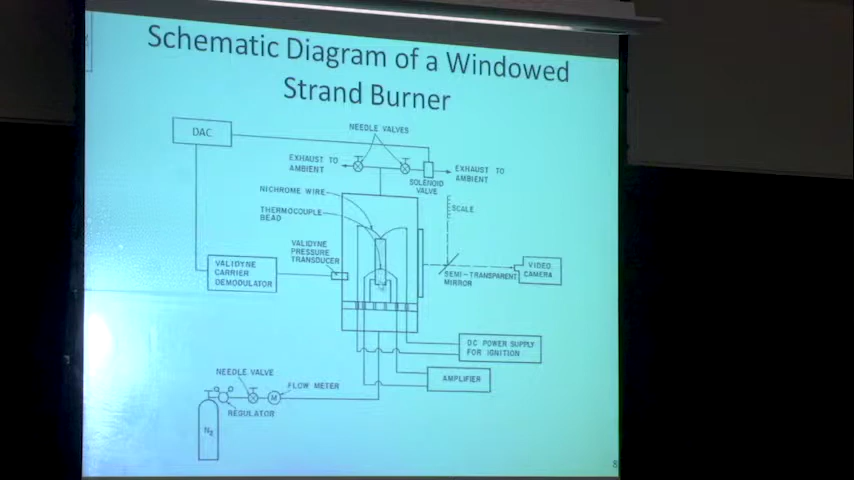 Schematic Diagram of a Windowed
Strand Burner
DAC
NEEDLE VALVES
EXHAUST TO
AMBIENT
EXHAUST TO
AMBIENT
SOLENOID
VALVE
NICHROME WIRE
SCALE
THERMOCOUPLE
BEAD
VALIDYNE
PRESSURE
TRANSDUCER
VALIDYNE
CARRIER
DEMODULATOR
VIDEO
CAMERA
SEMI-TRANSPARENT
MIRROR
DC POWER SUPPLY
FOR IGNITION
AMPLIFIER
NEEDLE VALVE
FLOW METER
M
REGULATOR
N2
8